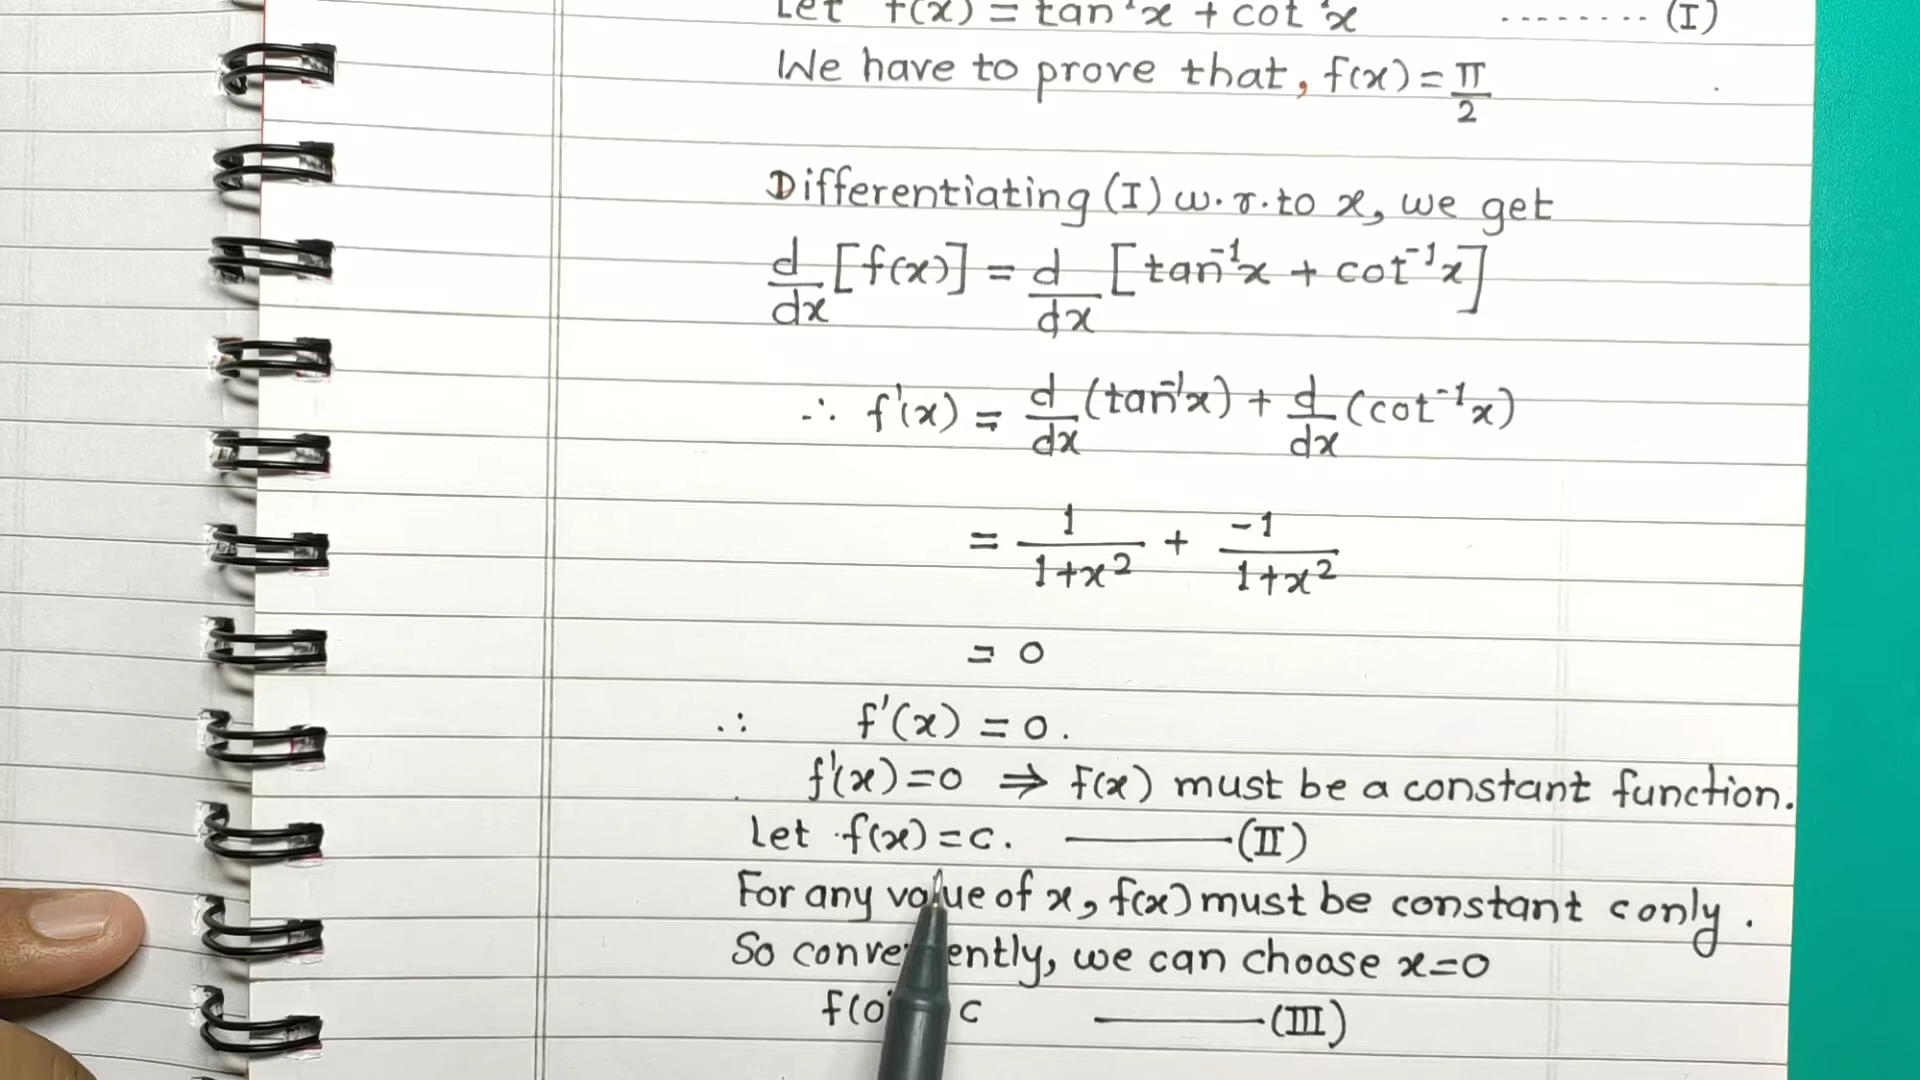 Let f(x) = tan⁻¹x + cot⁻¹x ........ (I)
We have to prove that, f(x) = π/2
Differentiating (I) w.r.to x, we get
d/dx [f(x)] = d/dx [tan⁻¹x + cot⁻¹x]
∴ f'(x) = d/dx (tan⁻¹x) + d/dx (cot⁻¹x)
= 1/(1+x²) + -1/(1+x²)
= 0
∴ f'(x) = 0.
f'(x) = 0 ⇒ f(x) must be a constant function.
Let f(x) = c. ——— (II)
For any value of x, f(x) must be constant c only.
So conveniently, we can choose x=0
f(0) c ——— (III)